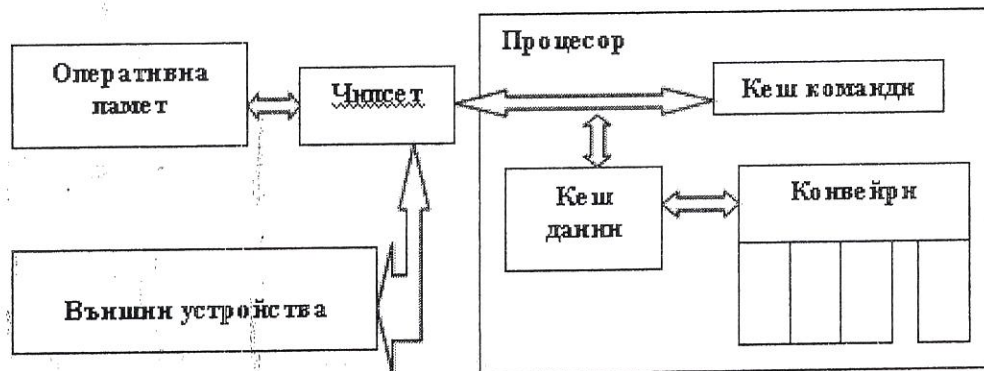 Процесор
Оперативна
памет
Чипсет
Кеш команди
Кеш
данни
Конвейри
Външни устройства